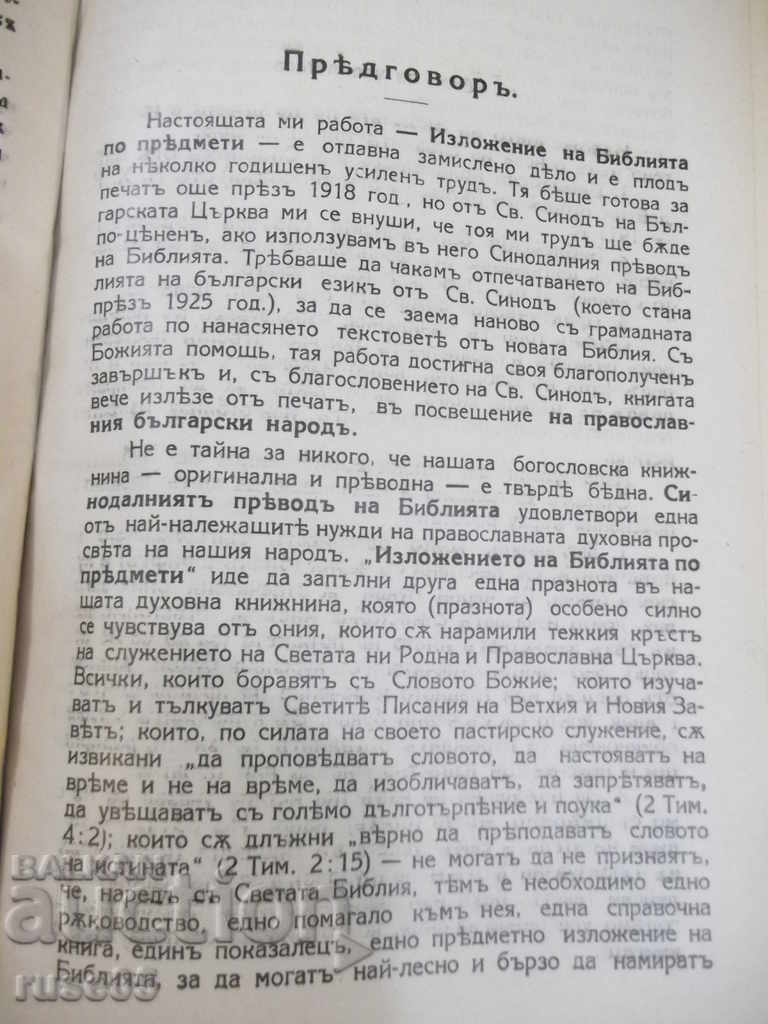 Прѣдговоръ.
Настоящата ми работа — Изложение на Библията
по прѣдмети — е отдавна замислено дѣло и е плодъ
на нѣколко годишенъ усиленъ трудъ. Тя бѣше готова за
печатъ още прѣзъ 1918 год., но отъ Св. Синодъ на Бъл-
гарската Църква ми се внуши, че тоя ми трудъ ще бѫде
по-цѣненъ, ако използувамъ въ него Синодалния прѣводъ
на Библията. Трѣбваше да чакамъ отпечатването на Биб-
лията на български езикъ отъ Св. Синодъ (което стана
прѣзъ 1925 год.), за да се заема наново съ грамадната
работа по нанасянето текстоветѣ отъ новата Библия. Съ
Божията помощь, тая работа достигна своя благополученъ
завършъкъ и, съ благословението на Св. Синодъ, книгата
вече излѣзе отъ печатъ, въ посвещение на православ-
ния български народъ.
Не е тайна за никого, че нашата богословска книж-
нина — оригинална и прѣводна — е твърдѣ бѣдна. Си-
нодалниятъ прѣводъ на Библията удовлетвори една
отъ най-належащитѣ нужди на православната духовна про-
свѣта на нашия народъ. „Изложението на Библията по
прѣдмети“ иде да запълни друга една празнота въ на-
шата духовна книжнина, която (празнота) особено силно
се чувствува отъ ония, които сѫ нарамили тежкия кръстъ
на служението на Светата ни Родна и Православна Църква.
Всички, които боравятъ съ Словото Божие; които изуча-
ватъ и тълкуватъ Светитѣ Писания на Ветхия и Новия За-
вѣтъ; които, по силата на своето пастирско служение, сѫ
извикани „да проповѣдватъ словото, да настояватъ на
врѣме и не на врѣме, да изобличаватъ, да запрѣтяватъ,
да увѣщаватъ съ голѣмо дълготърпѣние и поука“ (2 Тим.
4:2); които сѫ длъжни „вѣрно да прѣподаватъ словото
на истината“ (2 Тим. 2:15) — не могатъ да не признаятъ,
че, наредъ съ Светата Библия, тѣмъ е необходимо едно
рѫководство, едно помагало къмъ нея, една справочна
книга, единъ показалецъ, едно прѣдметно изложение на
Библията, за да могатъ най-лесно и бързо да намиратъ
BALKAN
auction
rusc69